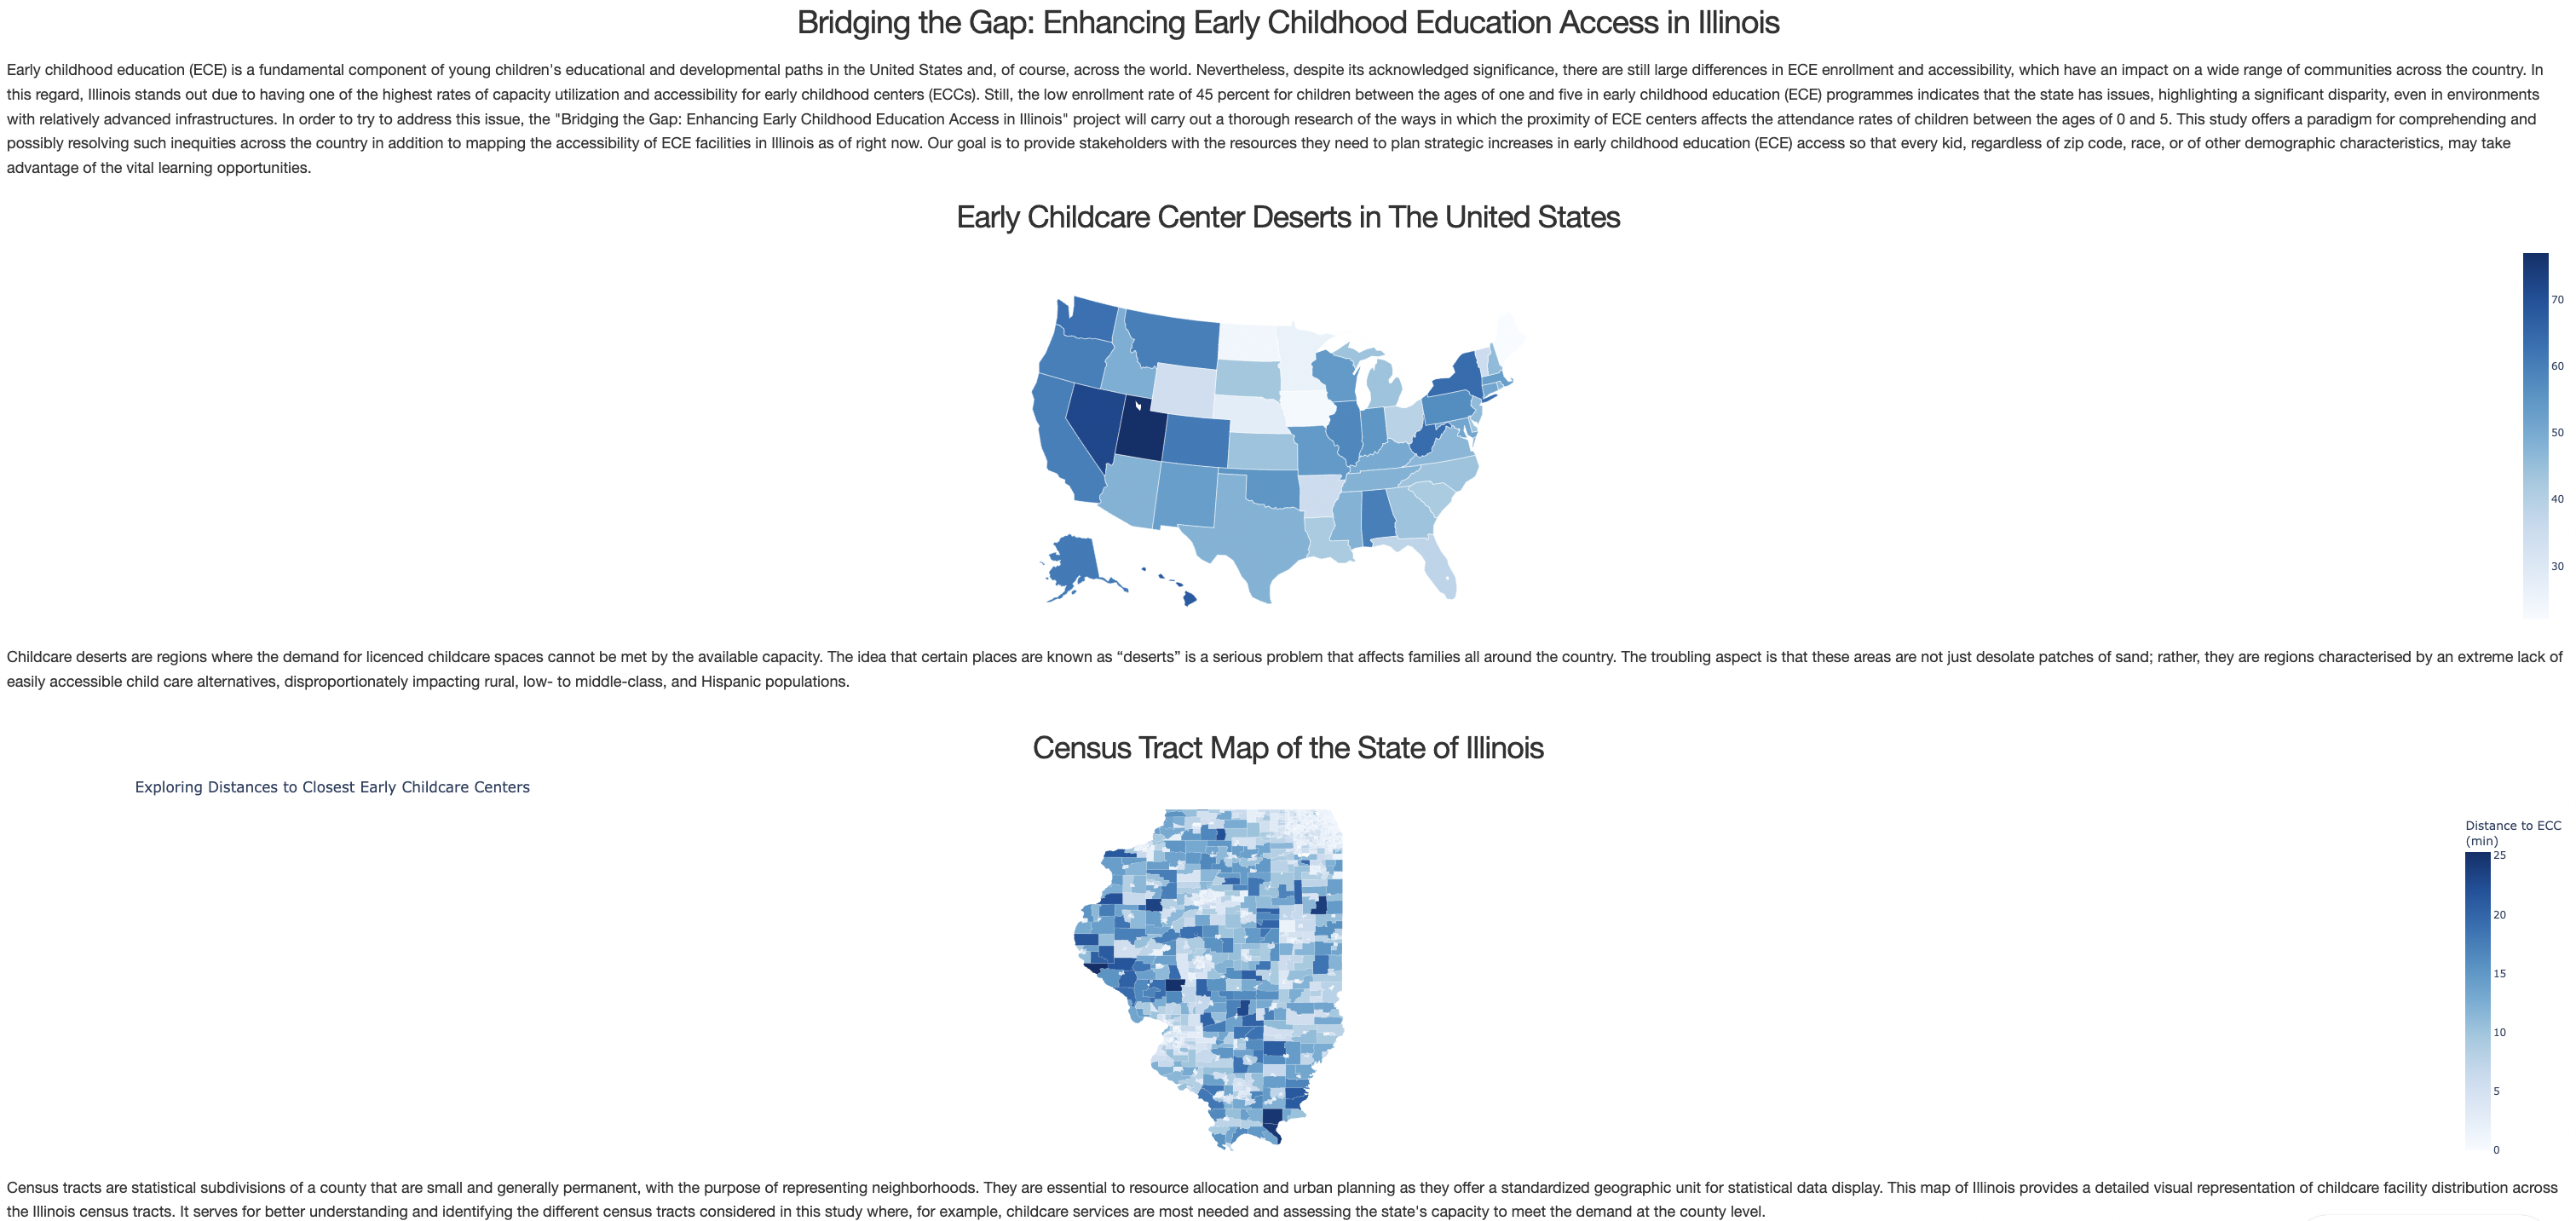 Bridging the Gap: Enhancing Early Childhood Education Access in Illinois
Early childhood education (ECE) is a fundamental component of young children's educational and developmental paths in the United States and, of course, across the world. Nevertheless, despite its acknowledged significance, there are still large differences in ECE enrollment and accessibility, which have an impact on a wide range of communities across the country. In
this regard, Illinois stands out due to having one of the highest rates of capacity utilization and accessibility for early childhood centers (ECCs). Still, the low enrollment rate of 45 percent for children between the ages of one and five in early childhood education (ECE) programmes indicates that the state has issues, highlighting a significant disparity, even in environments
with relatively advanced infrastructures. In order to try to address this issue, the "Bridging the Gap: Enhancing Early Childhood Education Access in Illinois" project will carry out a thorough research of the ways in which the proximity of ECE centers affects the attendance rates of children between the ages of 0 and 5. This study offers a paradigm for comprehending and
possibly resolving such inequities across the country in addition to mapping the accessibility of ECE facilities in Illinois as of right now. Our goal is to provide stakeholders with the resources they need to plan strategic increases in early childhood education (ECE) access so that every kid, regardless of zip code, race, or of other demographic characteristics, may take
advantage of the vital learning opportunities.
Early Childcare Center Deserts in The United States
70
60
50
40
30
Childcare deserts are regions where the demand for licenced childcare spaces cannot be met by the available capacity. The idea that certain places are known as “deserts” is a serious problem that affects families all around the country. The troubling aspect is that these areas are not just desolate patches of sand; rather, they are regions characterised by an extreme lack of
easily accessible child care alternatives, disproportionately impacting rural, low- to middle-class, and Hispanic populations.
Census Tract Map of the State of Illinois
Exploring Distances to Closest Early Childcare Centers
Distance to ECC
(min)
25
20
15
10
5
0
Census tracts are statistical subdivisions of a county that are small and generally permanent, with the purpose of representing neighborhoods. They are essential to resource allocation and urban planning as they offer a standardized geographic unit for statistical data display. This map of Illinois provides a detailed visual representation of childcare facility distribution across
the Illinois census tracts. It serves for better understanding and identifying the different census tracts considered in this study where, for example, childcare services are most needed and assessing the state's capacity to meet the demand at the county level.